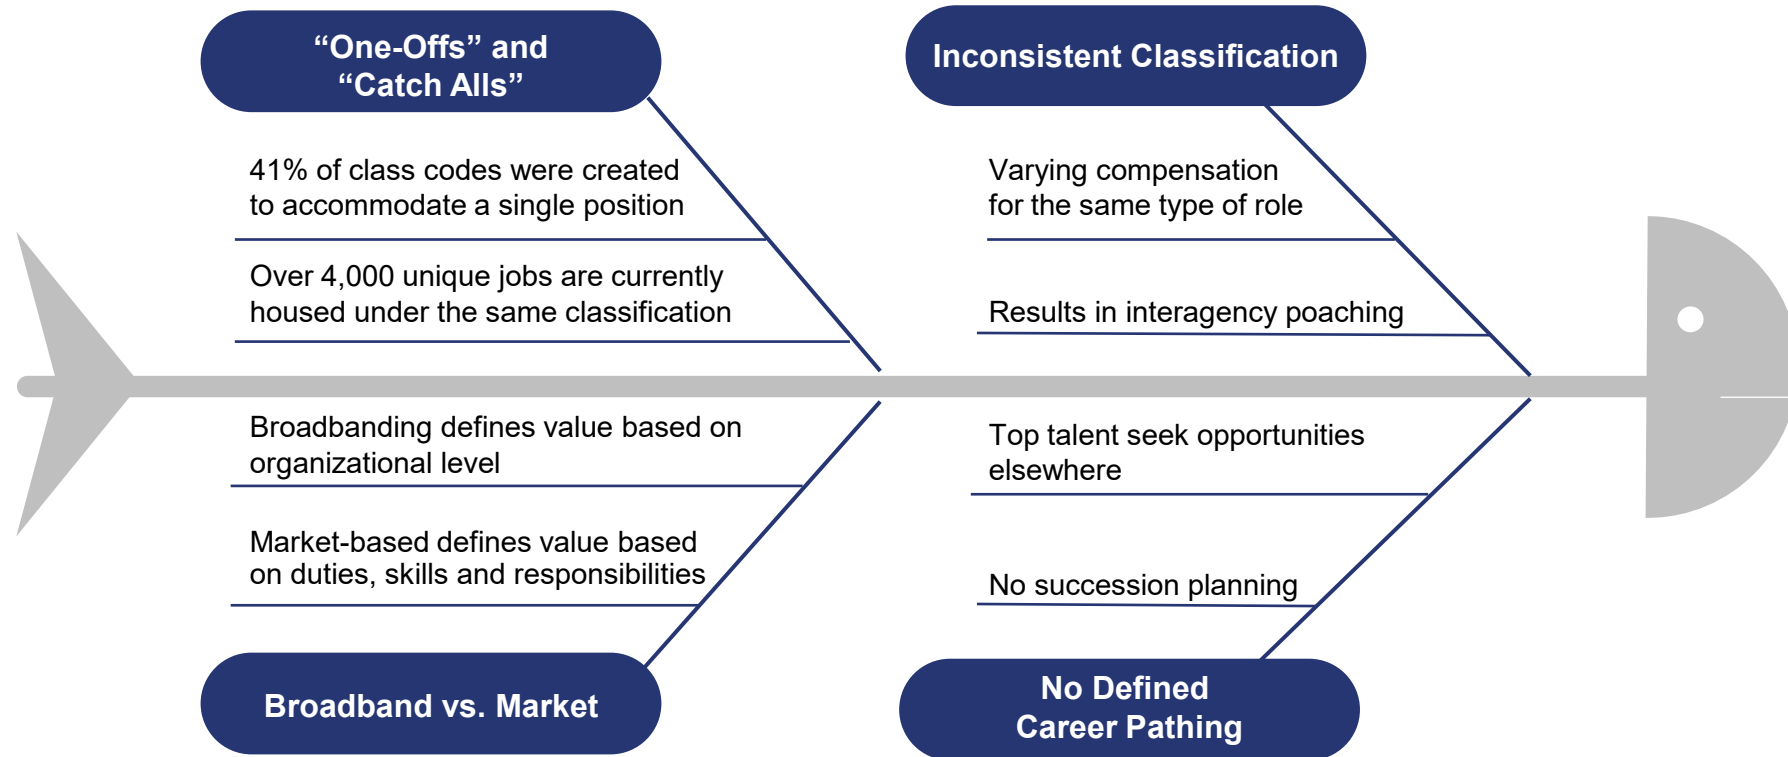 “One-Offs” and
“Catch Alls”
41% of class codes were created
to accommodate a single position
Over 4,000 unique jobs are currently
housed under the same classification
Inconsistent Classification
Varying compensation
for the same type of role
Results in interagency poaching
Broadbanding defines value based on
organizational level
Market-based defines value based
on duties, skills and responsibilities
Broadband vs. Market
Top talent seek opportunities
elsewhere
No succession planning
No Defined
Career Pathing